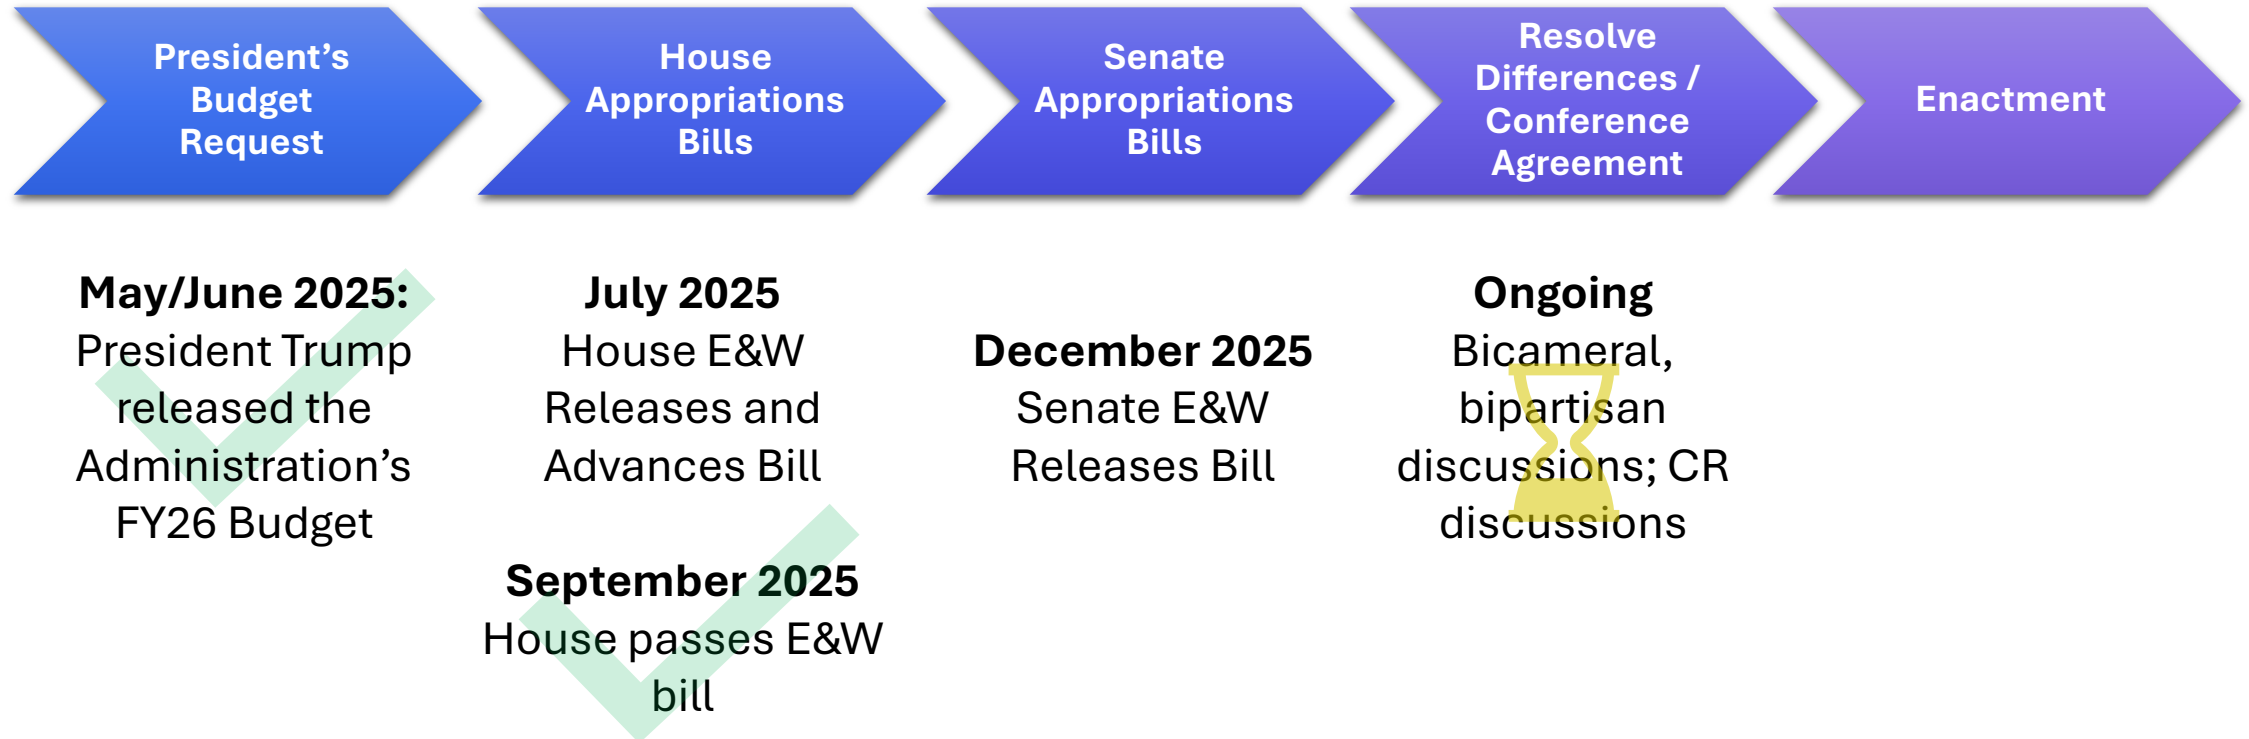 President’s
Budget
Request
House
Appropriations
Bills
Senate
Appropriations
Bills
Resolve
Differences /
Conference
Agreement
Enactment
May/June 2025:
President Trump
released the
Administration’s
FY26 Budget
July 2025
House E&W
Releases and
Advances Bill
September 2025
House passes E&W
bill
December 2025
Senate E&W
Releases Bill
Ongoing
Bicameral,
bipartisan
discussions; CR
discussions